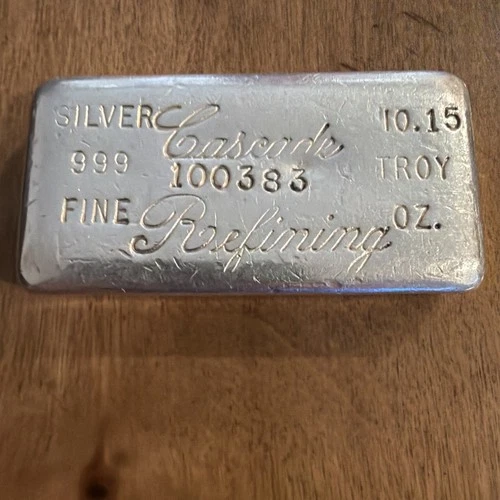 SILVER Cascade 10.15
999 100383 TROY
FINE Refining OZ.